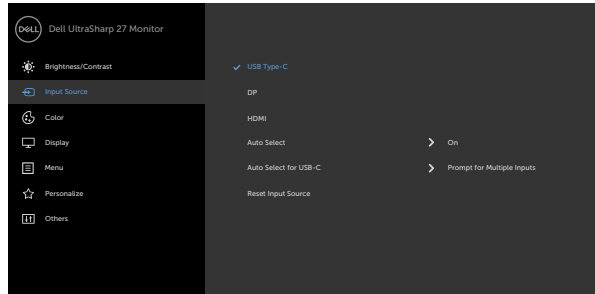 DELL Dell UltraSharp 27 Monitor
Brightness/Contrast
USB Type-C
Input Source
DP
Color
HDMI
Display
Auto Select
On
Menu
Auto Select for USB-C
Prompt for Multiple Inputs
Personalize
Reset Input Source
Others